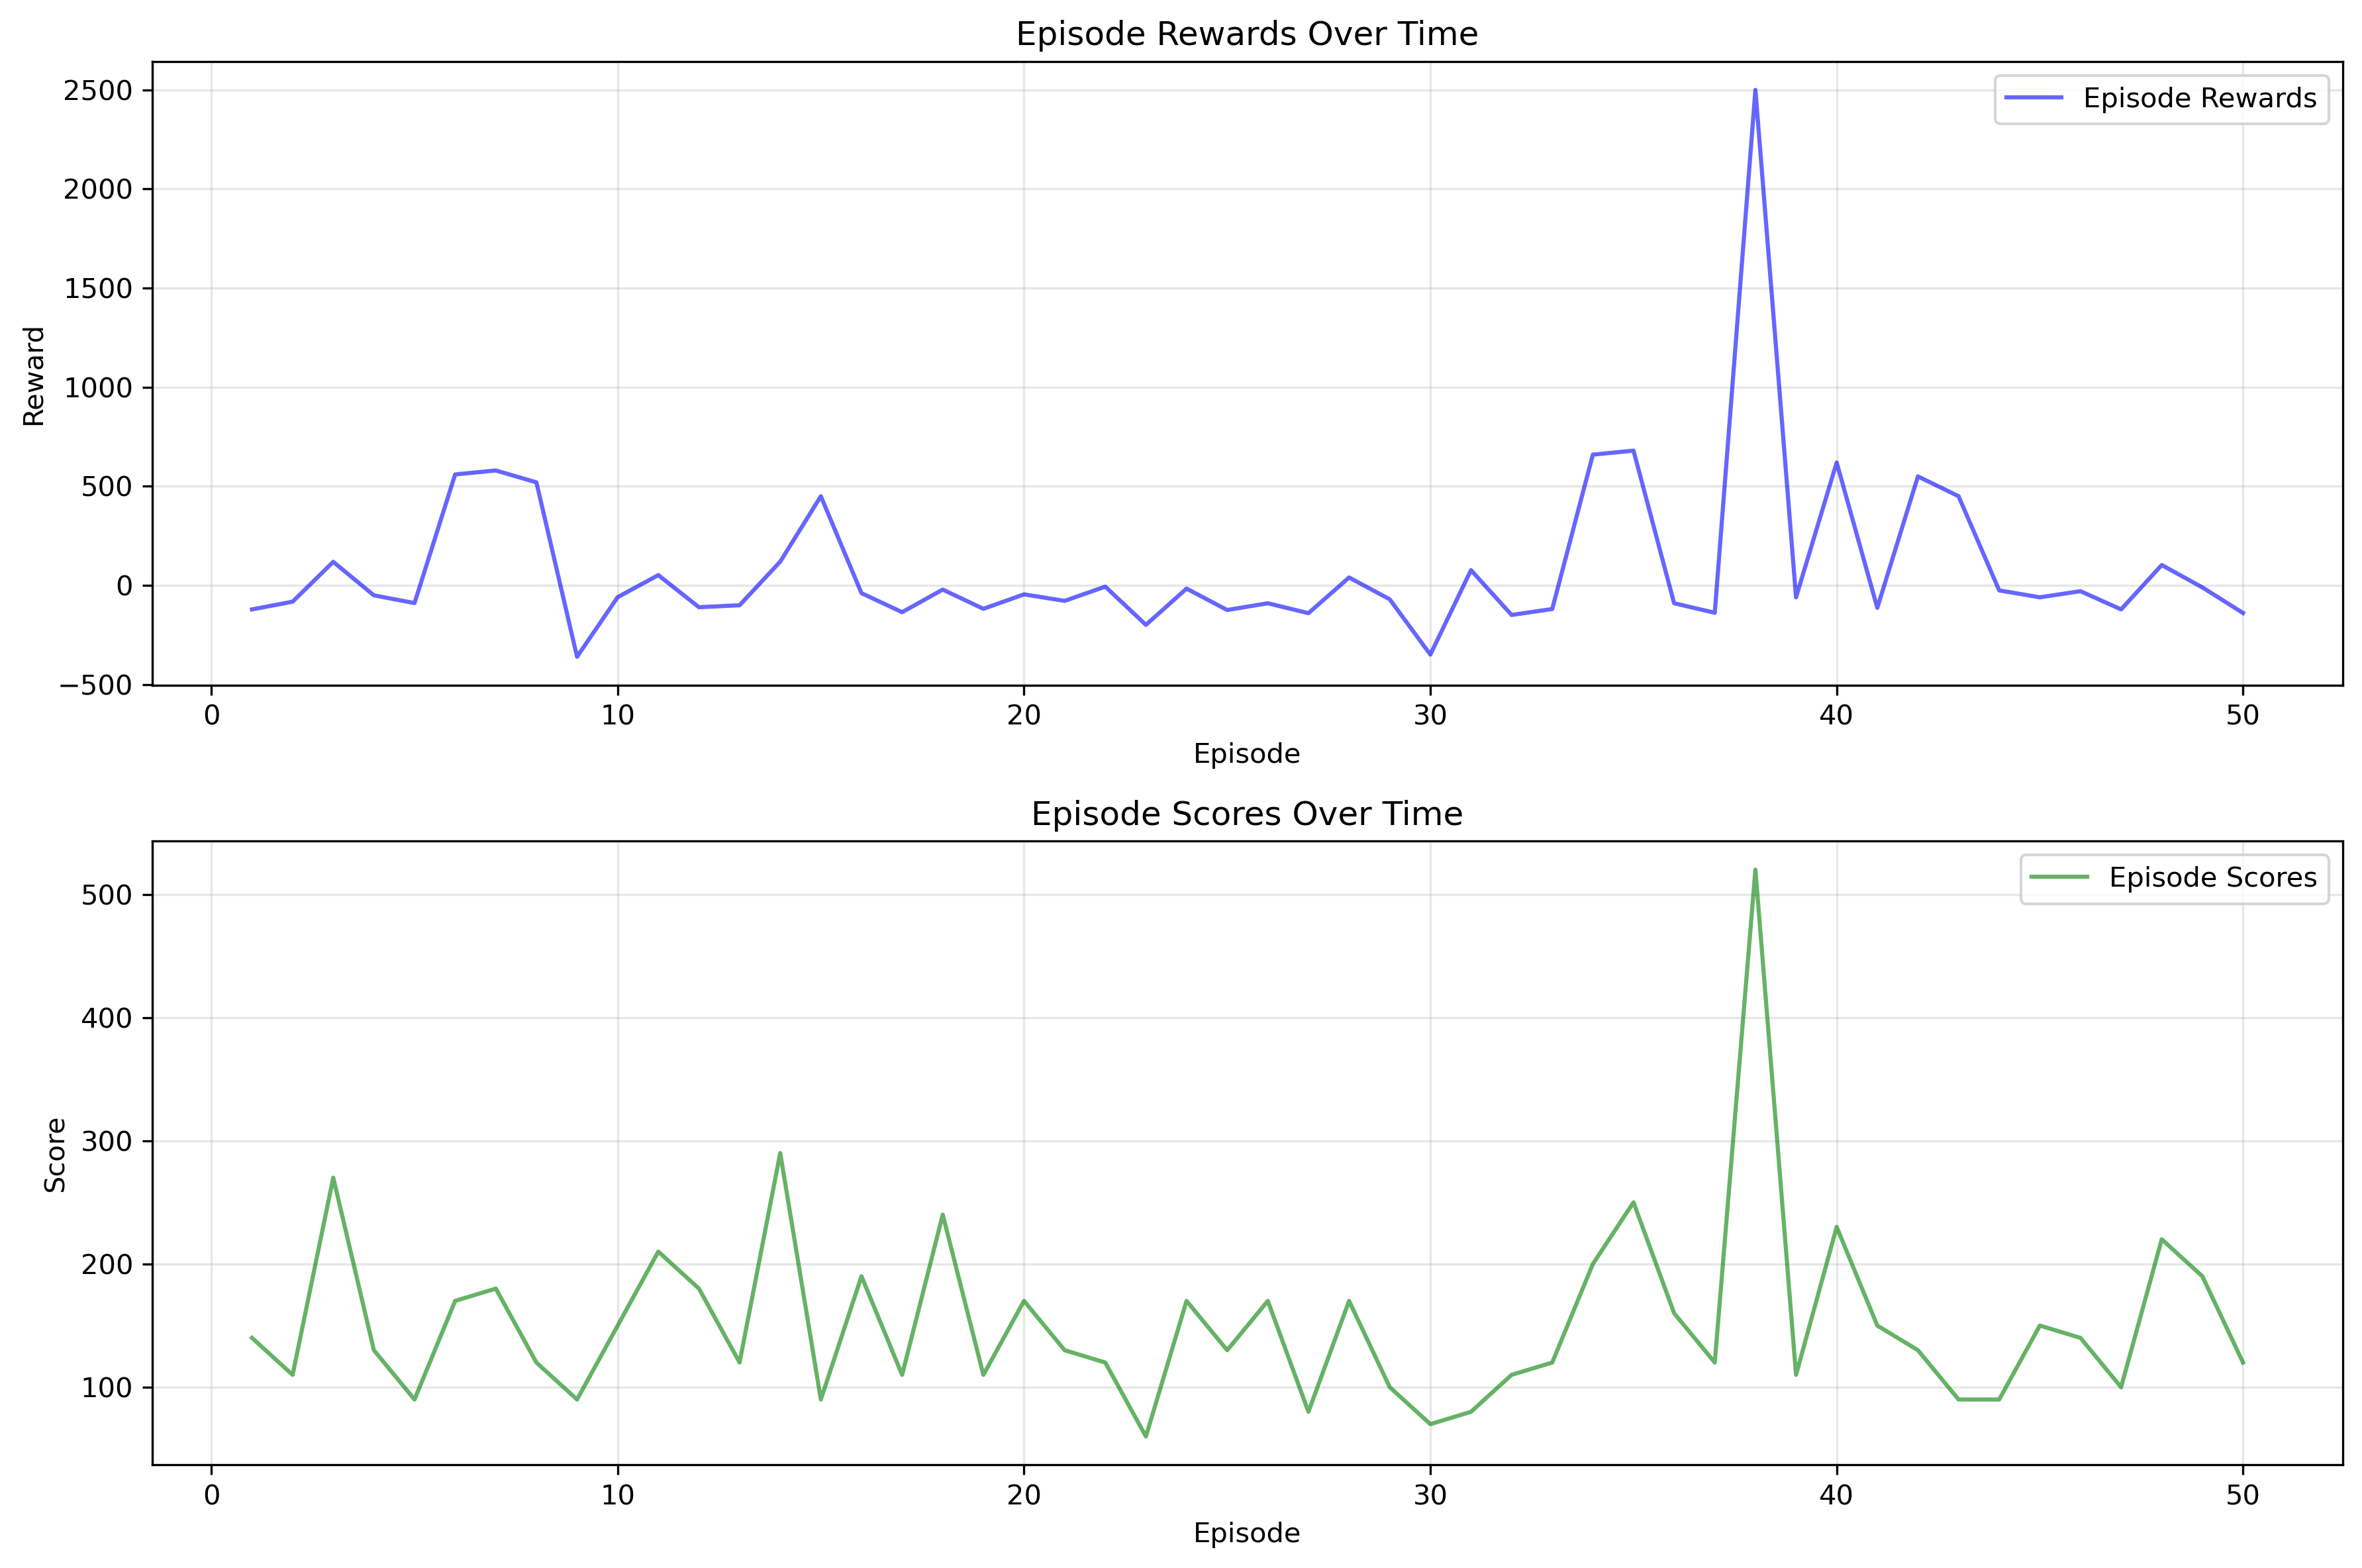 Episode Rewards Over Time
Episode Rewards
2500
2000
1500
1000
500
0
−500
Reward
0 10 20 30 40 50
Episode
Episode Scores Over Time
Episode Scores
500
400
300
200
100
Score
0 10 20 30 40 50
Episode